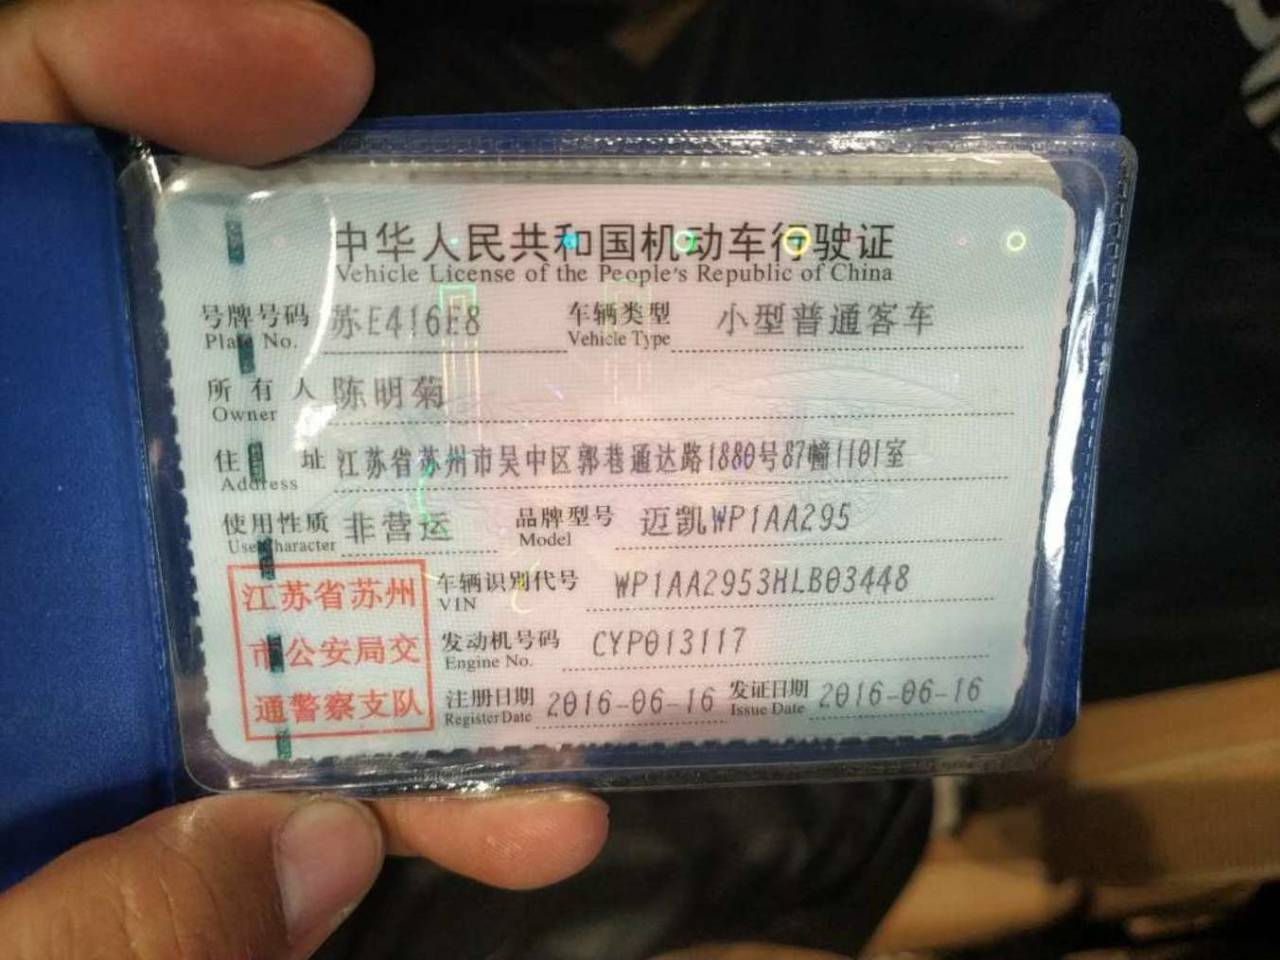 中华人民共和国机动车行驶证
Vehicle License of the People's Republic of China
号牌号码 苏E416E8 车辆类型 小型普通客车
Plate No. Vehicle Type
所有人 陈明菊
Owner
住址 江苏省苏州市吴中区郭巷通达路1880号87幢1101室
Address
使用性质 非营运 品牌型号 迈凯WP1AA295
Use Character Model
江苏省苏州
市公安局交
通警察支队
车辆识别代号 WP1AA2953HLB03448
VIN
发动机号码 CYP013117
Engine No.
注册日期 2016-06-16 发证日期 2016-06-16
Register Date Issue Date